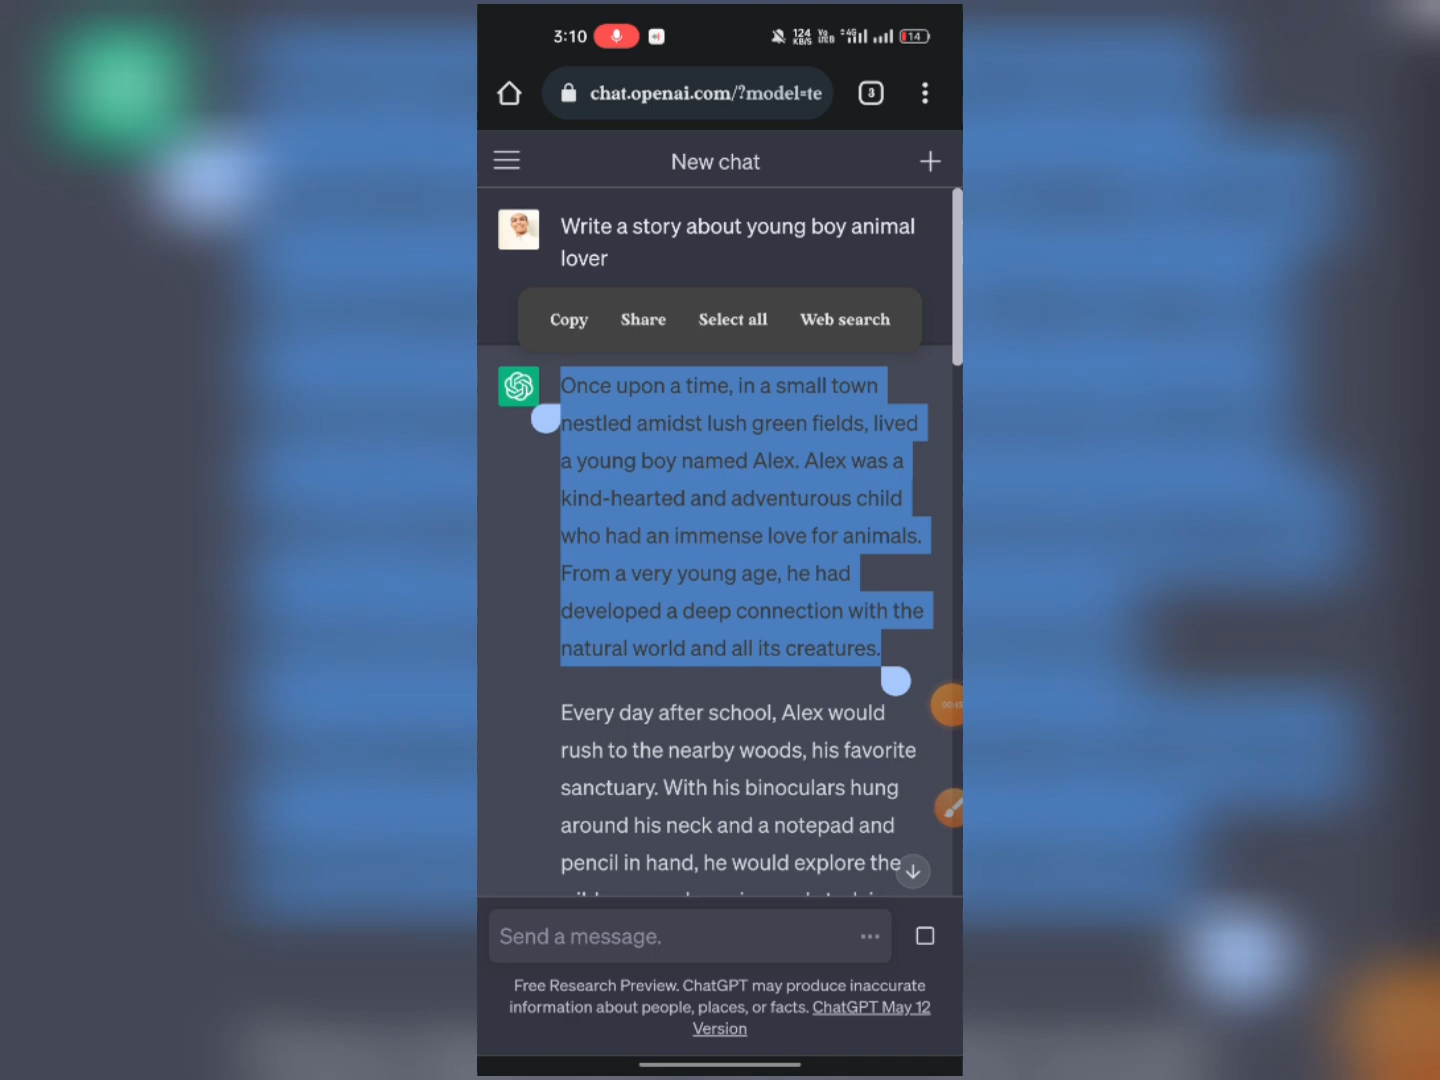 3:10
124 KB/S
4G
14
chat.openai.com/?model=te
3
New chat
Write a story about young boy animal
lover
Copy Share Select all Web search
Once upon a time, in a small town
nestled amidst lush green fields, lived
a young boy named Alex. Alex was a
kind-hearted and adventurous child
who had an immense love for animals.
From a very young age, he had
developed a deep connection with the
natural world and all its creatures.
Every day after school, Alex would
rush to the nearby woods, his favorite
sanctuary. With his binoculars hung
around his neck and a notepad and
pencil in hand, he would explore the
Send a message.
Free Research Preview. ChatGPT may produce inaccurate
information about people, places, or facts. ChatGPT May 12
Version